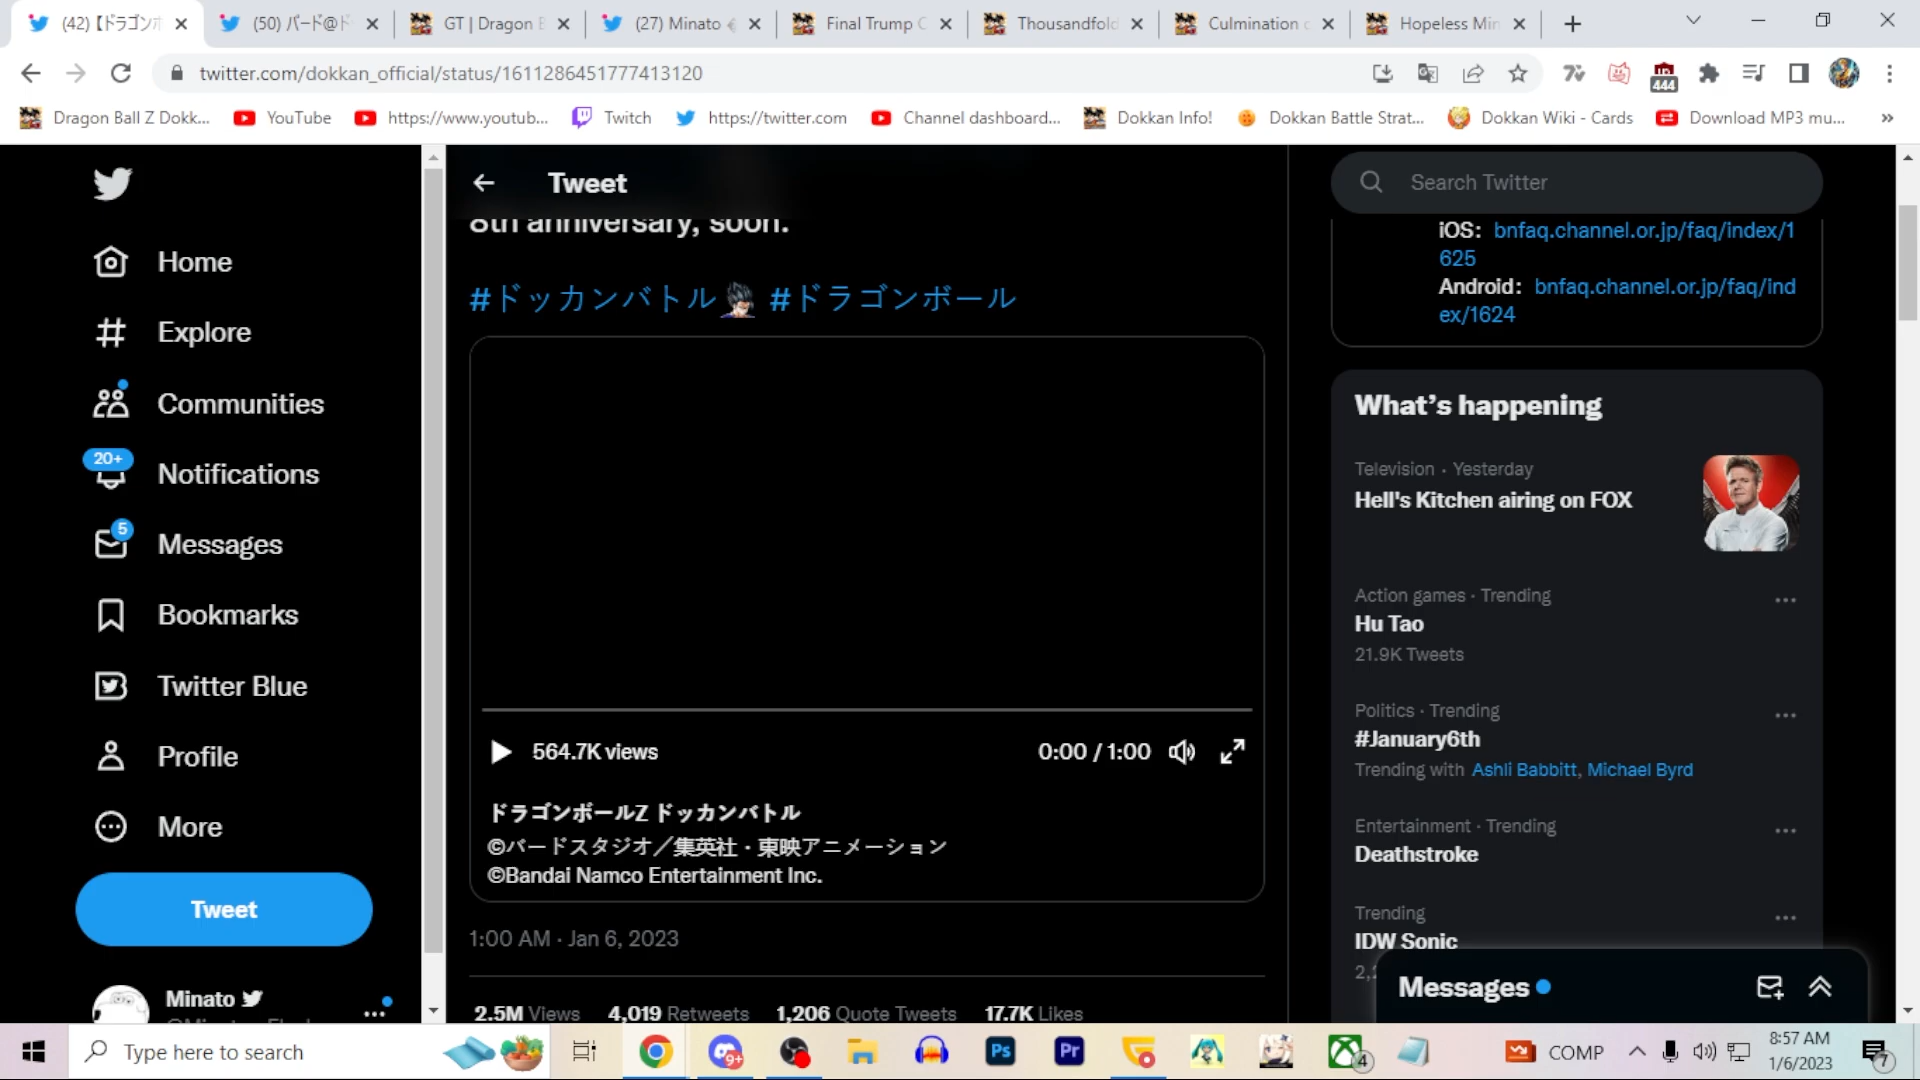 (42)【ドラゴンボ
(50) バード@ド
GT | Dragon B
(27) Minato
Final Trump C
Thousandfold
Culmination o
Hopeless Min
twitter.com/dokkan_official/status/1611286451777413120
444
Dragon Ball Z Dokk...
YouTube
https://www.youtub...
Twitch
https://twitter.com
Channel dashboard...
Dokkan Info!
Dokkan Battle Strat...
Dokkan Wiki - Cards
Download MP3 mu...
»
Home
Explore
Communities
20+
Notifications
5
Messages
Bookmarks
Twitter Blue
Profile
More
Tweet
Minato
Tweet
8th anniversary, soon.
#ドッカンバトル #ドラゴンボール
564.7K views
0:00 / 1:00
ドラゴンボールZ ドッカンバトル
©バードスタジオ／集英社・東映アニメーション
©Bandai Namco Entertainment Inc.
1:00 AM · Jan 6, 2023
2.5M Views 4,019 Retweets 1,206 Quote Tweets 17.7K Likes
Search Twitter
iOS: bnfaq.channel.or.jp/faq/index/1
625
Android: bnfaq.channel.or.jp/faq/ind
ex/1624
What's happening
Television · Yesterday
Hell's Kitchen airing on FOX
Action games · Trending
Hu Tao
21.9K Tweets
Politics · Trending
#January6th
Trending with Ashli Babbitt, Michael Byrd
Entertainment · Trending
Deathstroke
Trending
IDW Sonic
Messages
Type here to search
9+
Ps
Pr
4
COMP
8:57 AM
1/6/2023
7